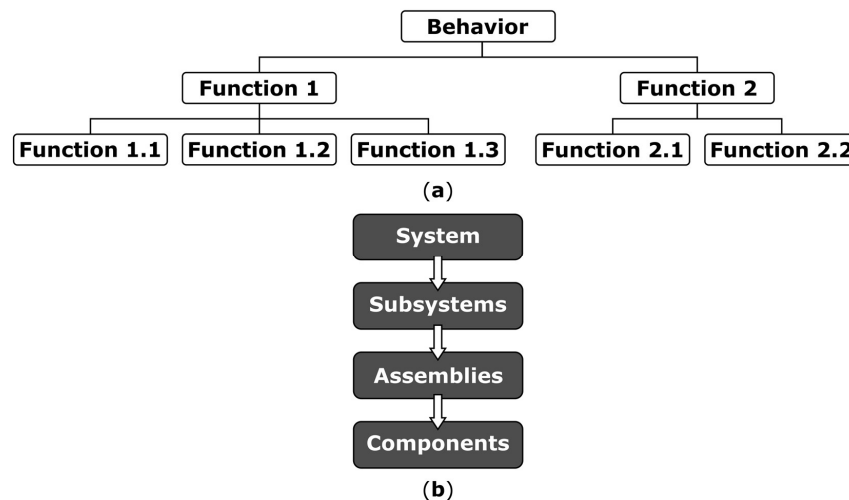 Behavior
Function 1 Function 2
Function 1.1 Function 1.2 Function 1.3 Function 2.1 Function 2.2
(a)
System
Subsystems
Assemblies
Components
(b)